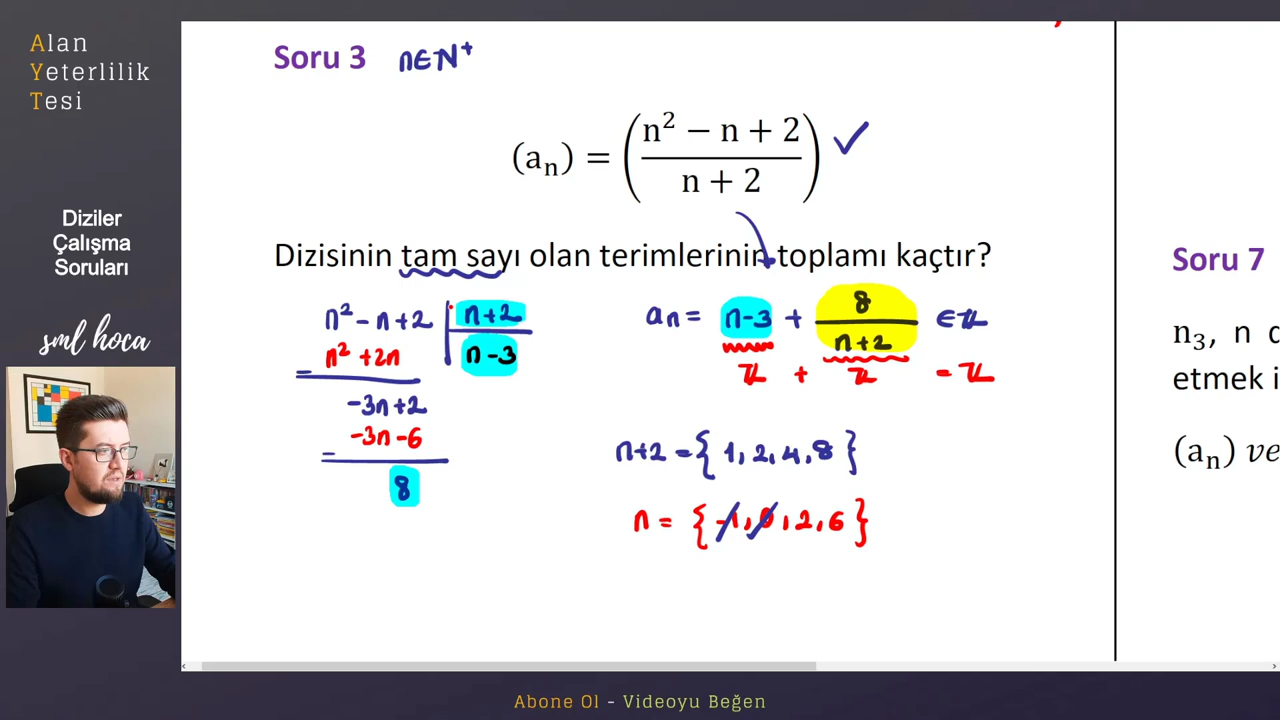 Alan
Yeterlilik
Tesi
Diziler
Çalışma
Soruları
sml hoca
Soru 3 n∈N⁺
(aₙ) = (n² − n + 2 / n + 2) ✓
Dizisinin tam sayı olan terimlerinin toplamı kaçtır?
n² - n + 2 | n+2
- n² + 2n | n-3
-3n+2
- -3n-6
8
aₙ = n-3 + 8/n+2 ∈ Z
Z + Z = Z
n+2 = { 1, 2, 4, 8 }
n = { -1, 0, 2, 6 }
Soru 7
n₃, n
etmek
(aₙ) ve
Abone Ol - Videoyu Beğen